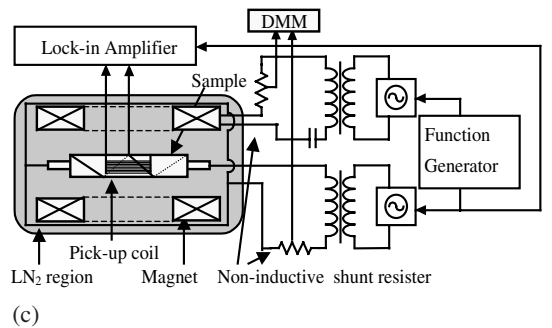 DMM
Lock-in Amplifier
Sample
Function
Generator
Pick-up coil
LN₂ region
Magnet
Non-inductive shunt resister
(c)